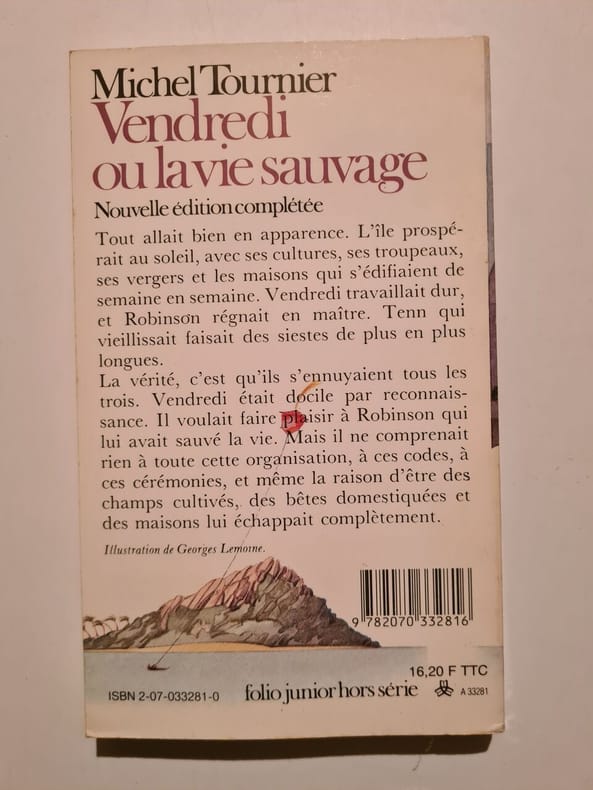 Michel Tournier
Vendredi
ou la vie sauvage
Nouvelle édition complétée
Tout allait bien en apparence. L'île prospé-
rait au soleil, avec ses cultures, ses troupeaux,
ses vergers et les maisons qui s'édifiaient de
semaine en semaine. Vendredi travaillait dur,
et Robinson régnait en maître. Tenn qui
vieillissait faisait des siestes de plus en plus
longues.
La vérité, c'est qu'ils s'ennuyaient tous les
trois. Vendredi était docile par reconnais-
sance. Il voulait faire plaisir à Robinson qui
lui avait sauvé la vie. Mais il ne comprenait
rien à toute cette organisation, à ces codes, à
ces cérémonies, et même la raison d'être des
champs cultivés, des bêtes domestiquées et
des maisons lui échappait complètement.
Illustration de Georges Lemoine.
9 782070 332816
16,20 F TTC
ISBN 2-07-033281-0 folio junior hors série A 33281